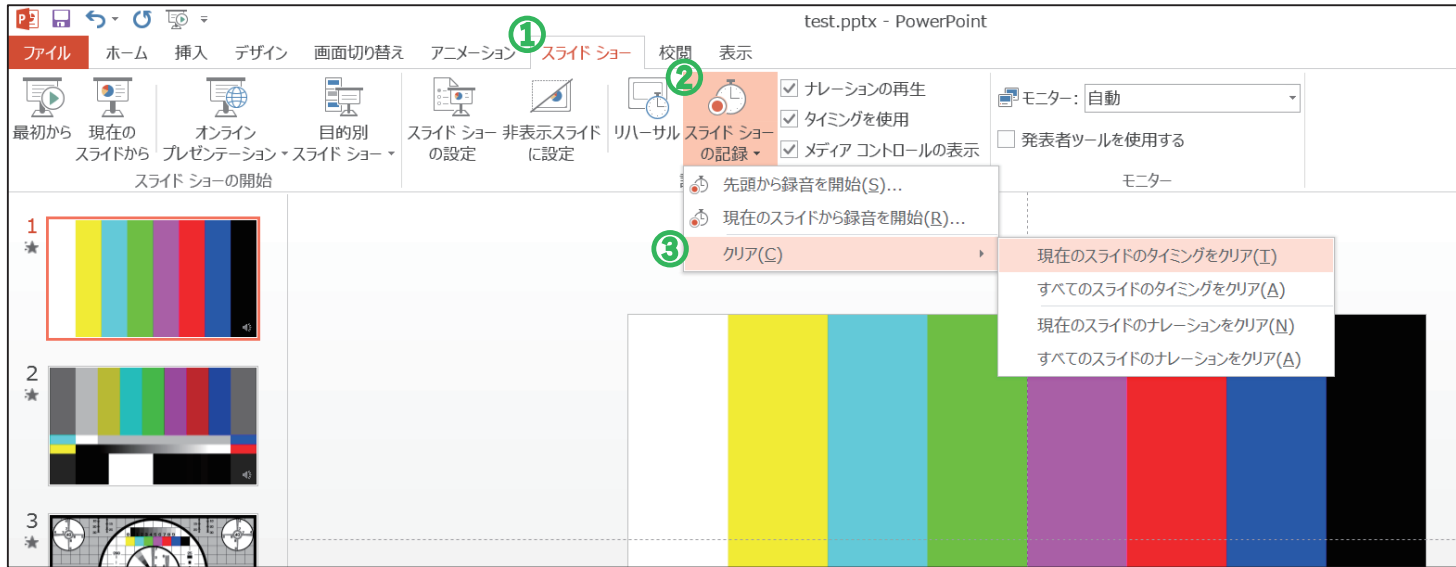 test.pptx - PowerPoint
①
ファイル ホーム 挿入 デザイン 画面切り替え アニメーション スライド ショー 校閲 表示
②
最初から
現在の
スライドから
オンライン
プレゼンテーション
目的別
スライド ショー
スライド ショー
の設定
非表示スライド
に設定
リハーサル
スライド ショー
の記録
ナレーションの再生
タイミングを使用
メディア コントロールの表示
モニター: 自動
発表者ツールを使用する
スライド ショーの開始
モニター
先頭から録音を開始(S)...
現在のスライドから録音を開始(R)...
③
クリア(C)
現在のスライドのタイミングをクリア(T)
すべてのスライドのタイミングをクリア(A)
現在のスライドのナレーションをクリア(N)
すべてのスライドのナレーションをクリア(A)
1
2
3